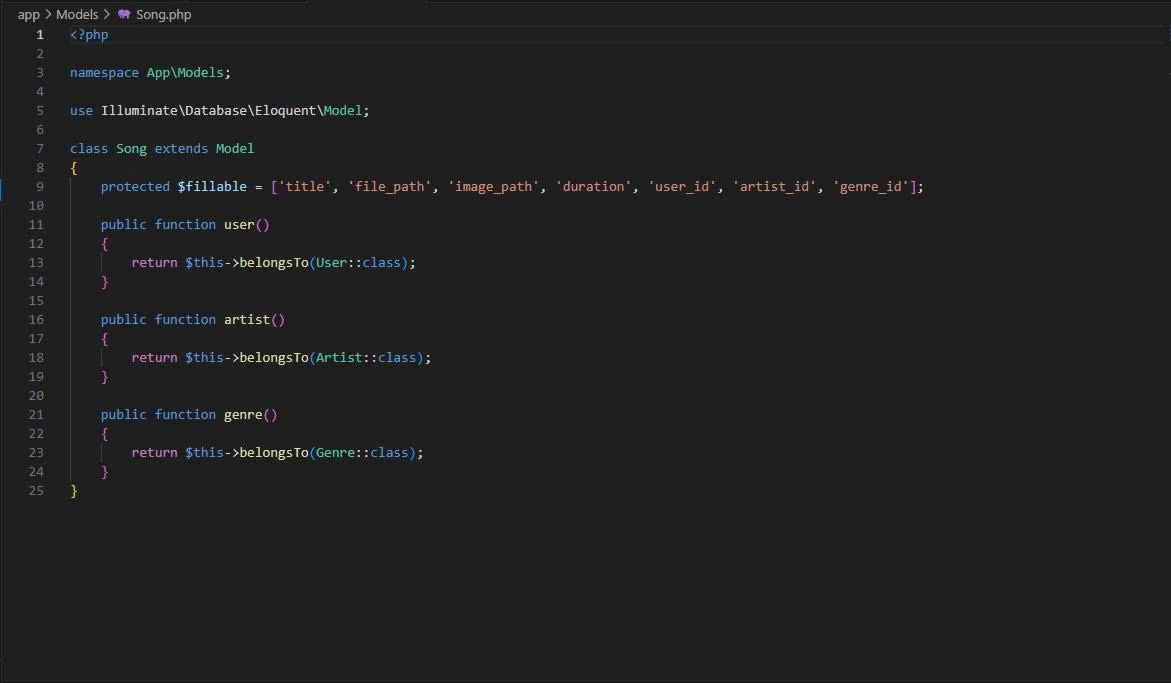 app > Models > Song.php
1 <?php
2
3 namespace App\Models;
4
5 use Illuminate\Database\Eloquent\Model;
6
7 class Song extends Model
8 {
9     protected $fillable = ['title', 'file_path', 'image_path', 'duration', 'user_id', 'artist_id', 'genre_id'];
10
11     public function user()
12     {
13         return $this->belongsTo(User::class);
14     }
15
16     public function artist()
17     {
18         return $this->belongsTo(Artist::class);
19     }
20
21     public function genre()
22     {
23         return $this->belongsTo(Genre::class);
24     }
25 }